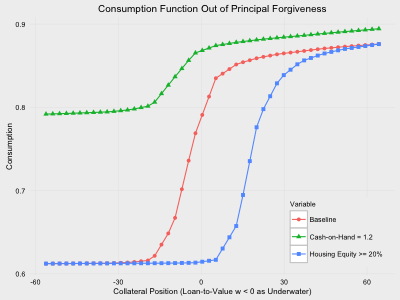 Consumption Function Out of Principal Forgiveness
0.9
0.8
0.7
0.6
Consumption
-60
-30
0
30
60
Collateral Position (Loan-to-Value w < 0 as Underwater)
Variable
Baseline
Cash-on-Hand = 1.2
Housing Equity >= 20%